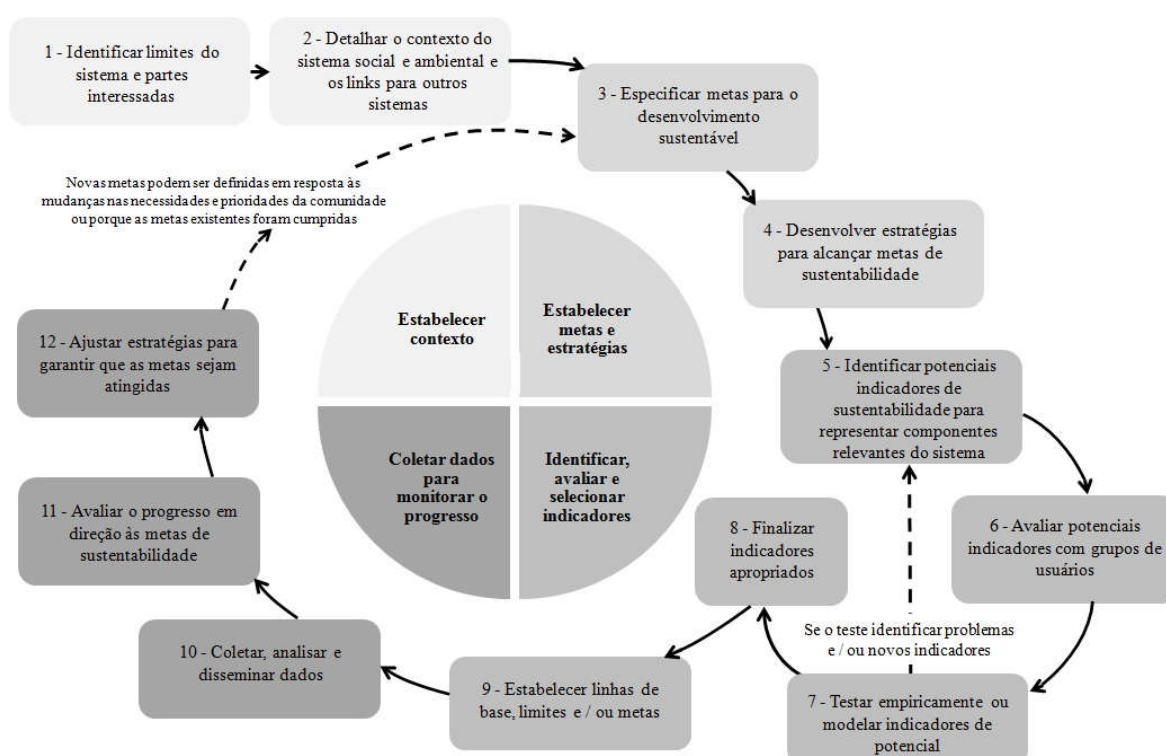 1 - Identificar limites do
sistema e partes
interessadas
2 - Detalhar o contexto do
sistema social e ambiental e
os links para outros
sistemas
3 - Especificar metas para o
desenvolvimento
sustentável
Novas metas podem ser definidas em resposta às
mudanças nas necessidades e prioridades da comunidade
ou porque as metas existentes foram cumpridas
4 - Desenvolver estratégias
para alcançar metas de
sustentabilidade
Estabelecer
contexto
Estabelecer
metas e
estratégias
12 - Ajustar estratégias para
garantir que as metas sejam
atingidas
5 - Identificar potenciais
indicadores de
sustentabilidade para
representar componentes
relevantes do sistema
Coletar dados
para
monitorar o
progresso
Identificar,
avaliar e
selecionar
indicadores
11 - Avaliar o progresso em
direção às metas de
sustentabilidade
8 - Finalizar
indicadores
apropriados
6 - Avaliar potenciais
indicadores com grupos de
usuários
Se o teste identificar problemas
e / ou novos indicadores
10 - Coletar, analisar e
disseminar dados
9 - Estabelecer linhas de
base, limites e / ou metas
7 - Testar empiricamente ou
modelar indicadores de
potencial